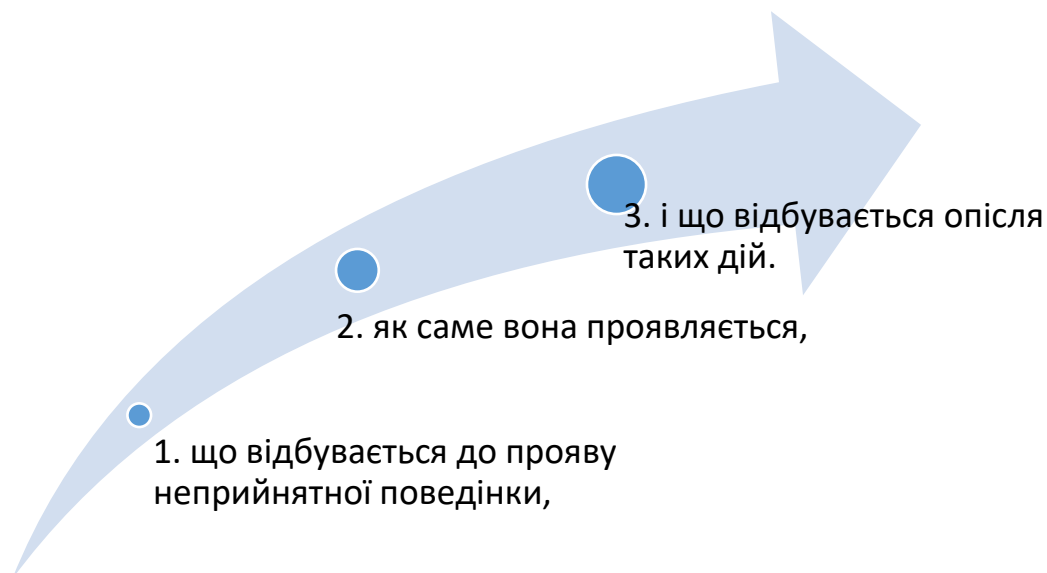 3. і що відбувається опісля
таких дій.
2. як саме вона проявляється,
1. що відбувається до прояву
неприйнятної поведінки,